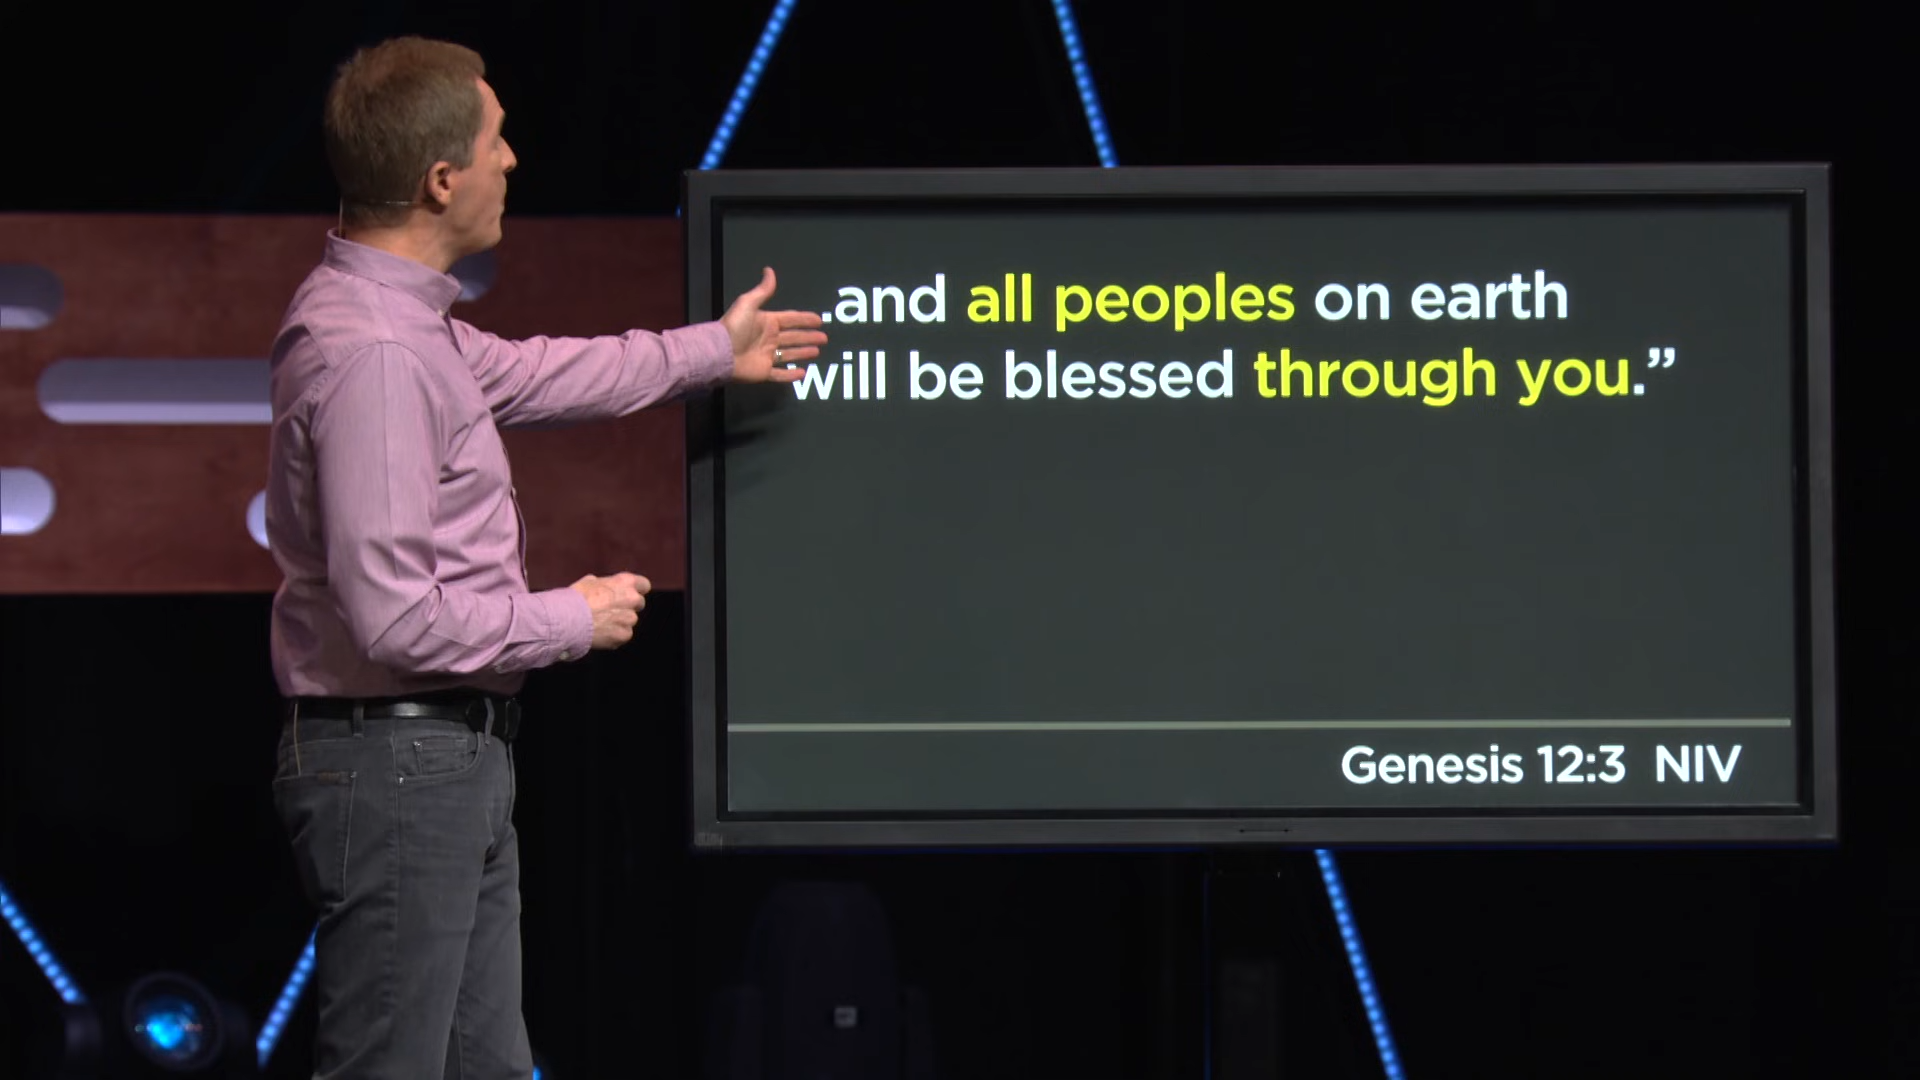 ..and all peoples on earth
will be blessed through you.”
Genesis 12:3 NIV